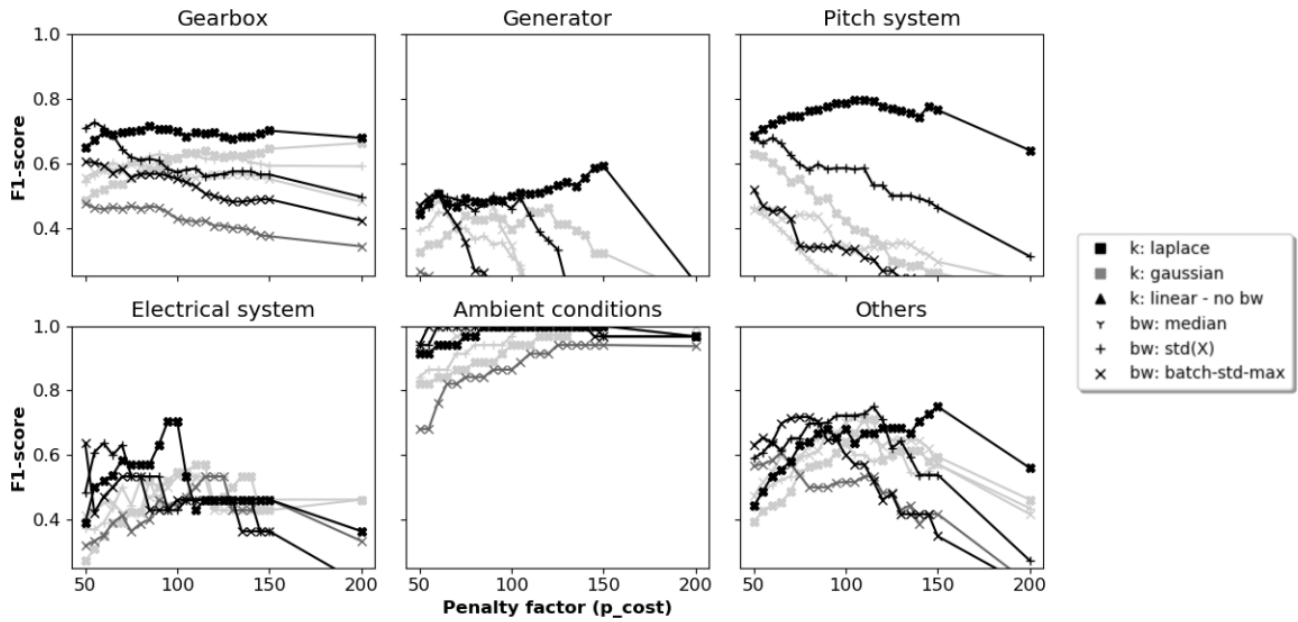 Gearbox
Generator
Pitch system
F1-score
1.0
0.8
0.6
0.4
Electrical system
Ambient conditions
Others
F1-score
1.0
0.8
0.6
0.4
50 100 150 200
50 100 150 200
50 100 150 200
Penalty factor (p_cost)
k: laplace
k: gaussian
k: linear - no bw
bw: median
bw: std(X)
bw: batch-std-max